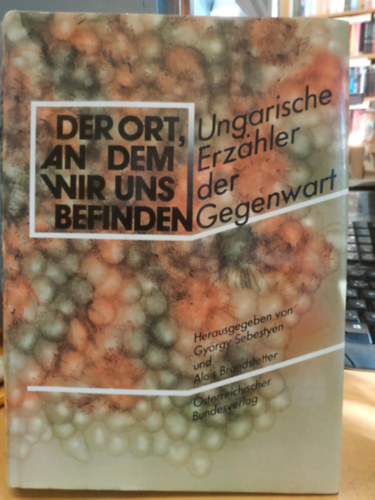 DER ORT,
AN DEM
WIR UNS
BEFINDEN
Ungarische
Erzähler
der
Gegenwart
Herausgegeben von
György Sebestyén
und
Alois Brandstetter
Österreichischer
Bundesverlag